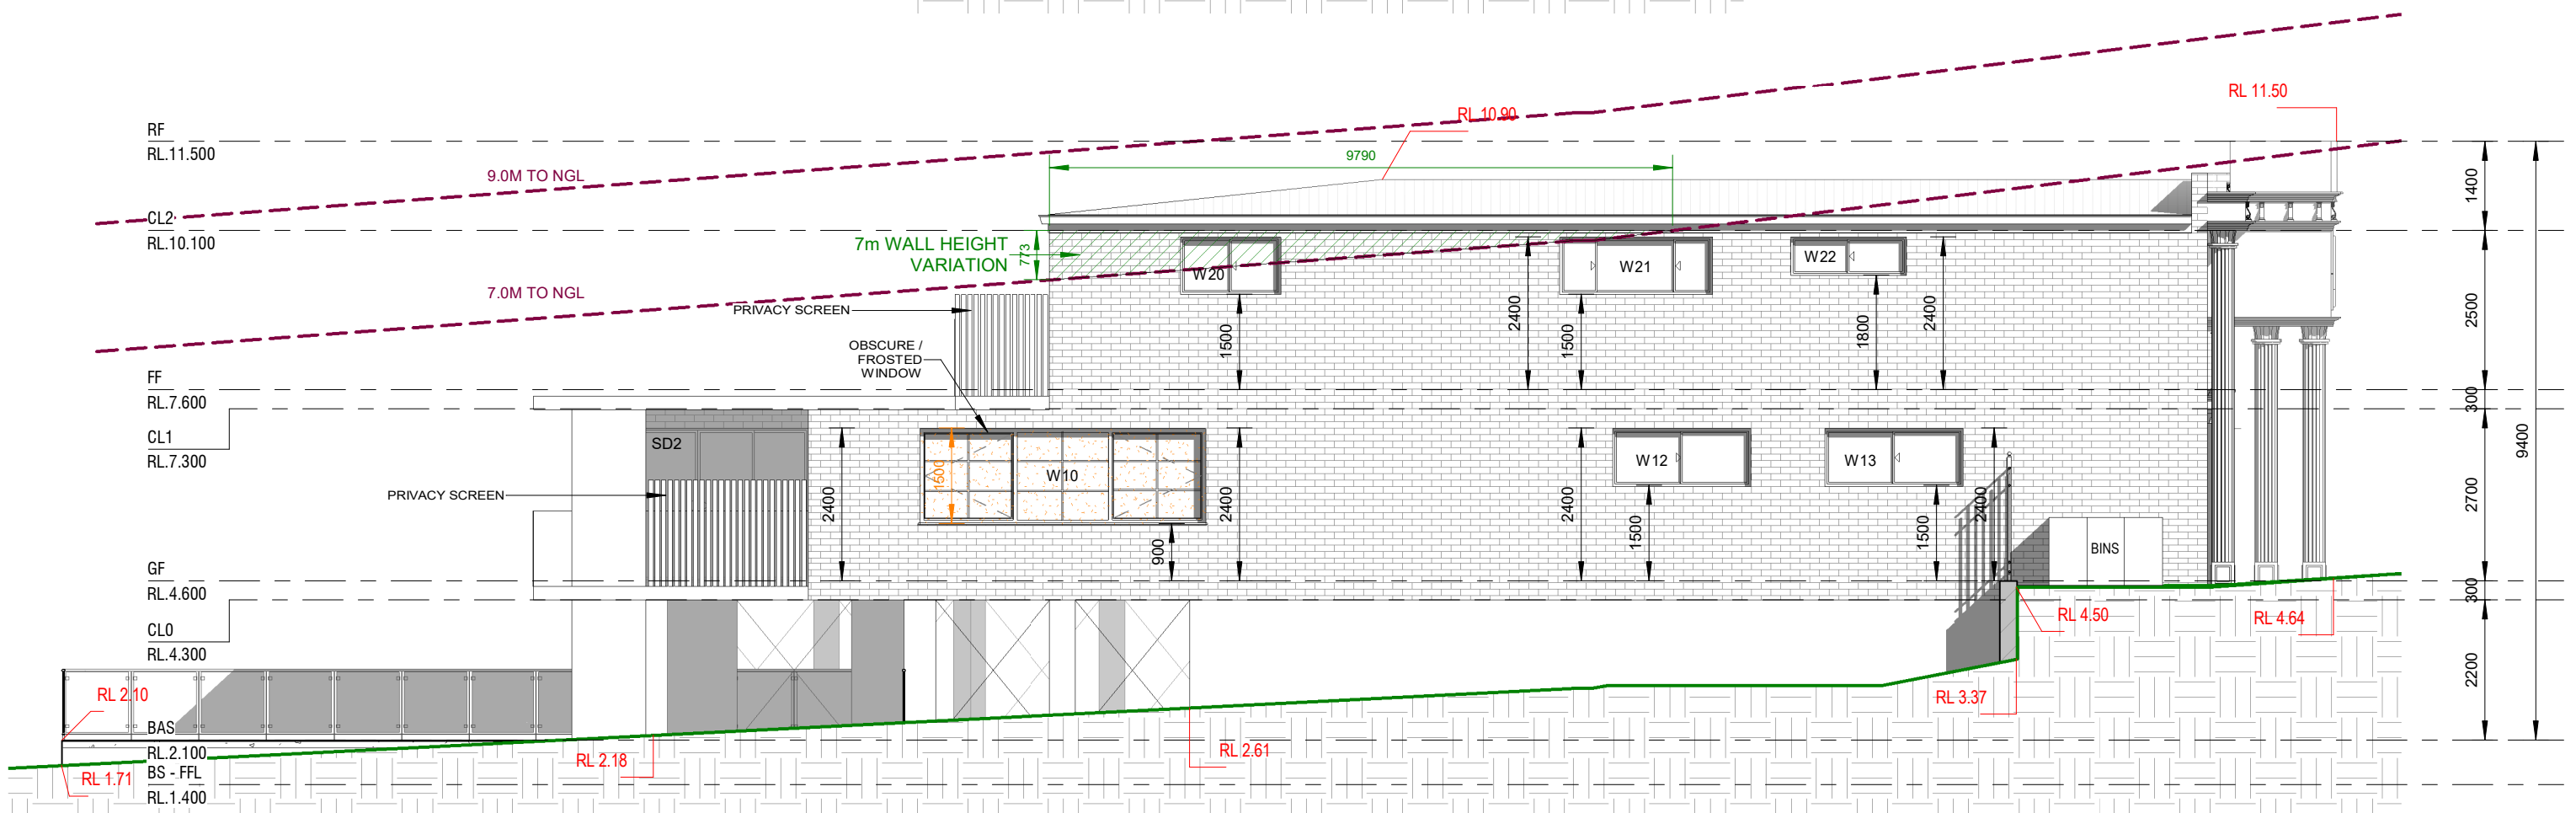 RL 11.50
RL 10.90
RF
RL.11.500
9790
9.0M TO NGL
1400
CL2
RL.10.100
7m WALL HEIGHT
VARIATION
773
W20
W21
W22
7.0M TO NGL
PRIVACY SCREEN
1500
2400
1500
1800
2400
2500
OBSCURE /
FROSTED
WINDOW
FF
RL.7.600
300
CL1
RL.7.300
SD2
9400
W10
1500
W12
W13
PRIVACY SCREEN
2400
2400
2400
2400
2700
900
1500
1500
BINS
GF
RL.4.600
300
CL0
RL.4.300
RL 4.50
RL 4.64
2200
RL 2.10
RL 3.37
BAS
RL.2.100
RL 2.18
RL 2.61
BS - FFL
RL 1.71
RL.1.400